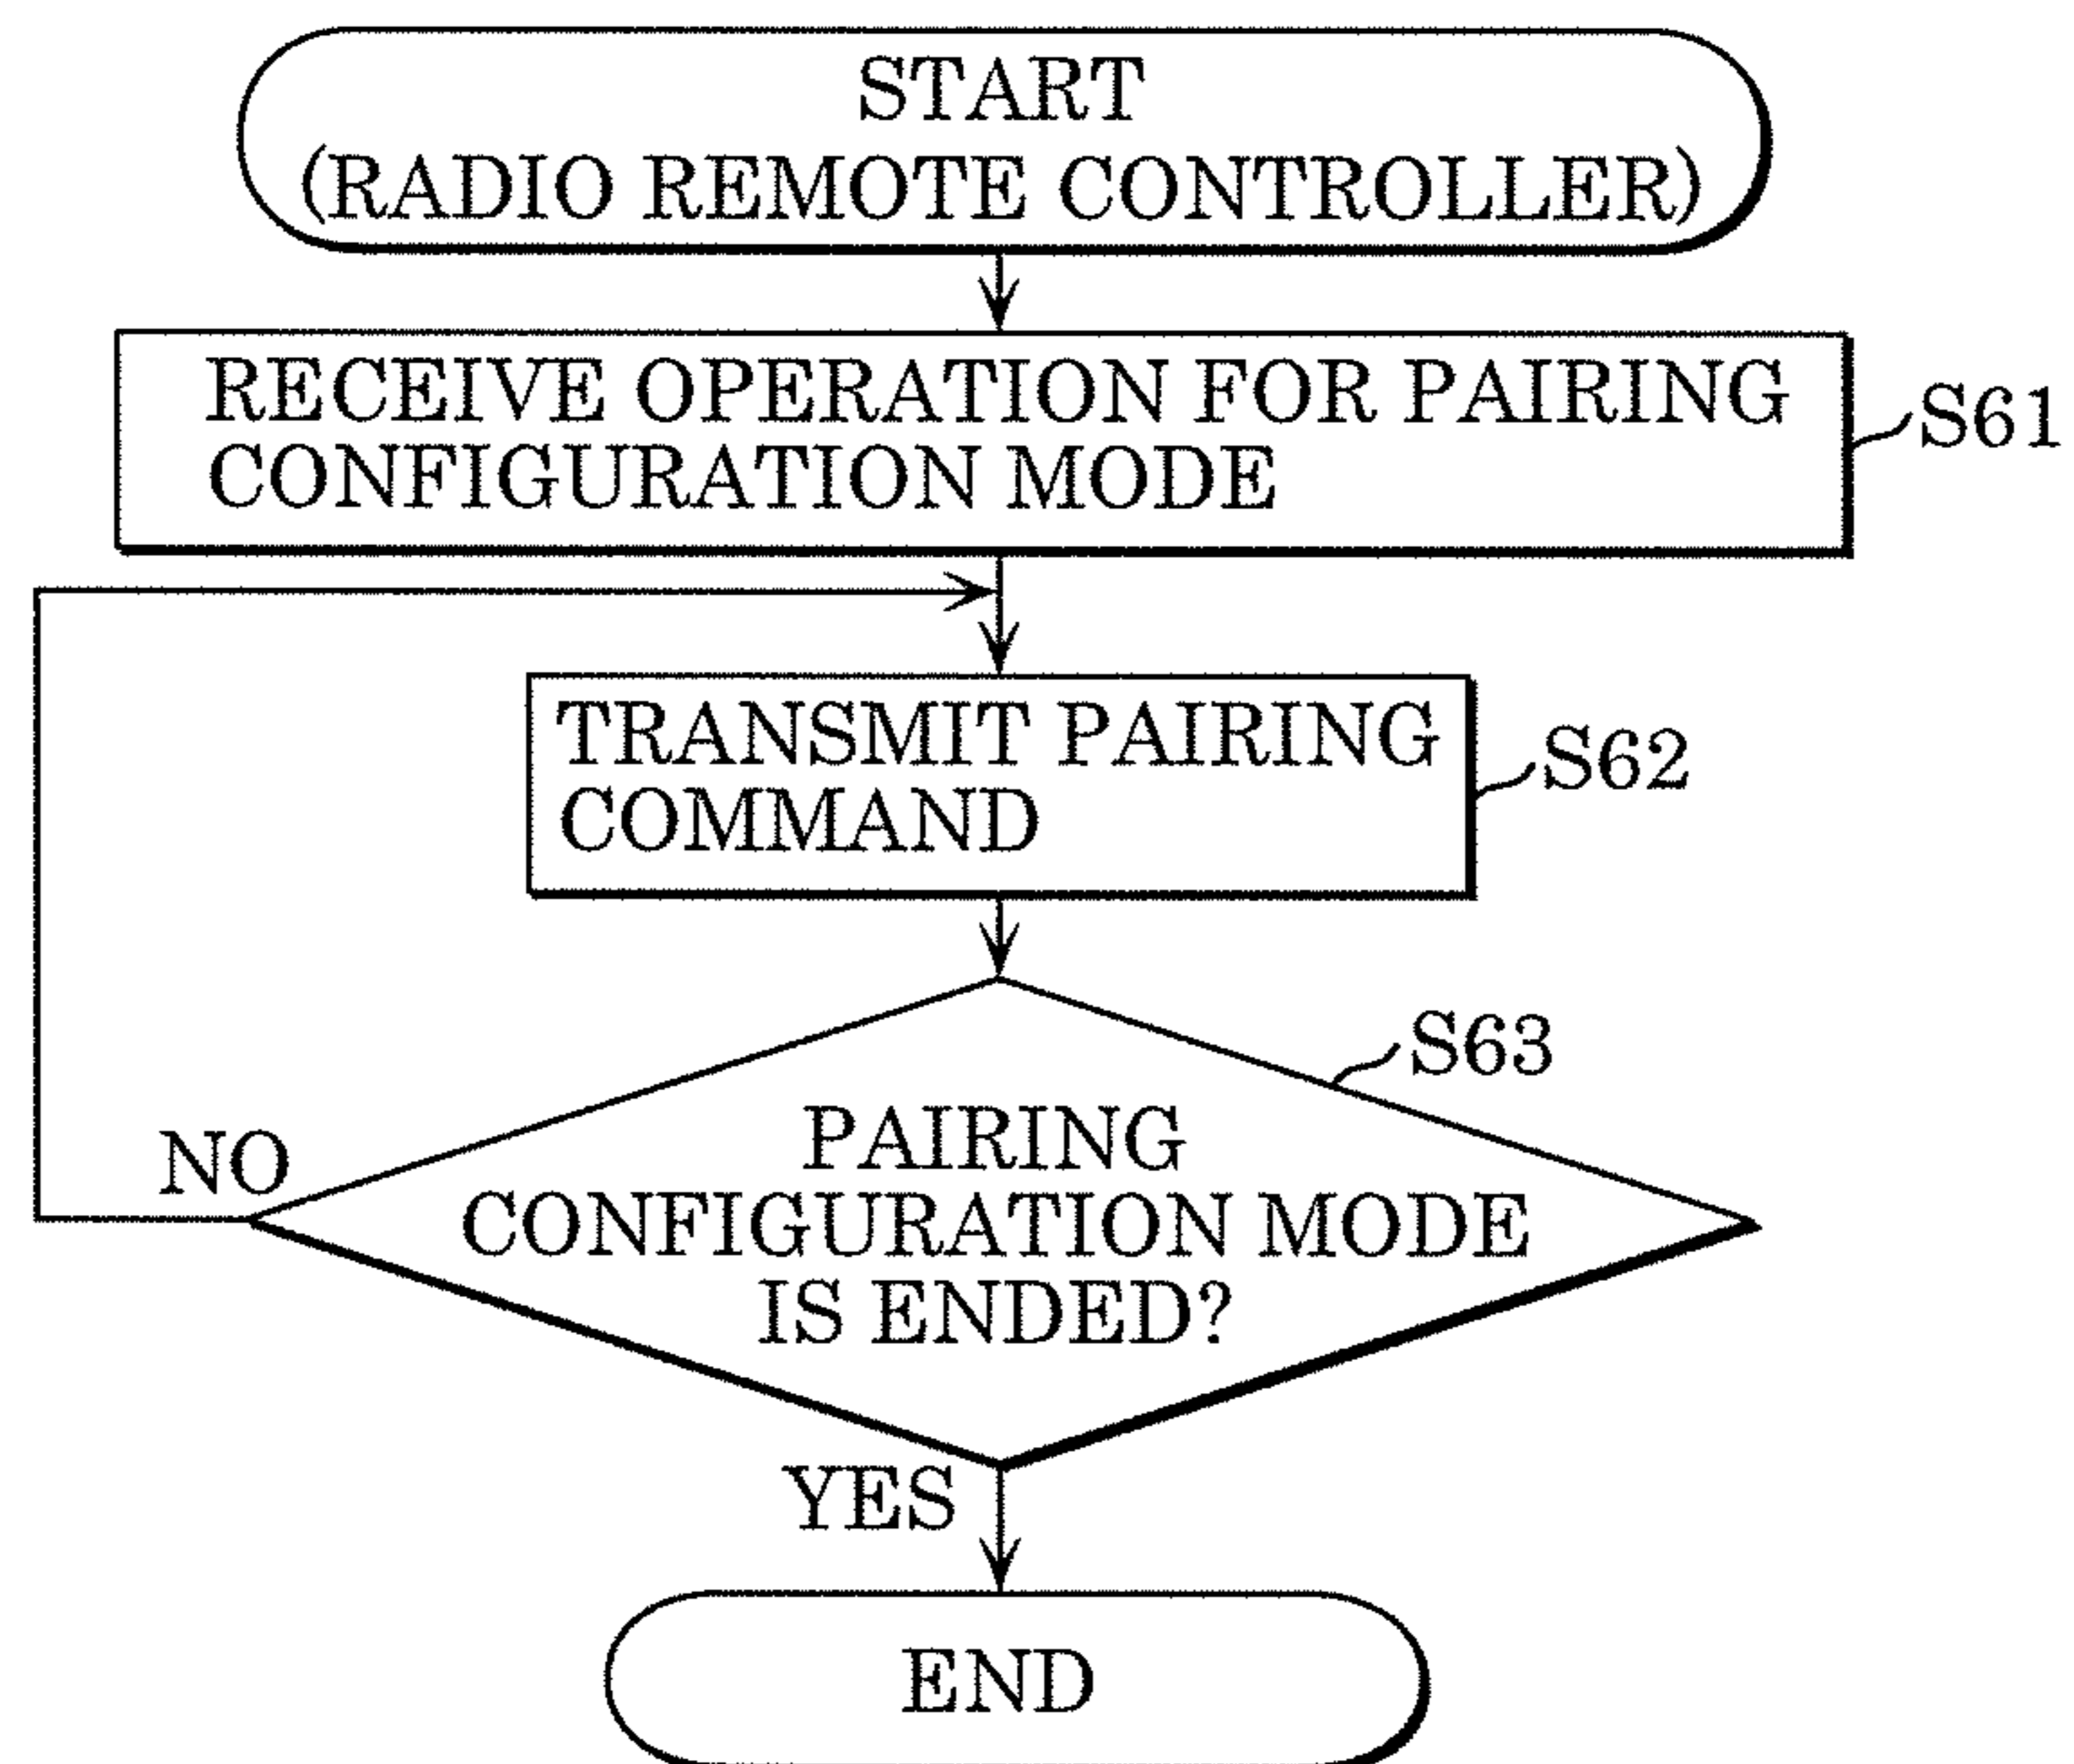 START
(RADIO REMOTE CONTROLLER)
RECEIVE OPERATION FOR PAIRING
CONFIGURATION MODE
S61
TRANSMIT PAIRING
COMMAND
S62
S63
PAIRING
CONFIGURATION MODE
IS ENDED?
NO
YES
END